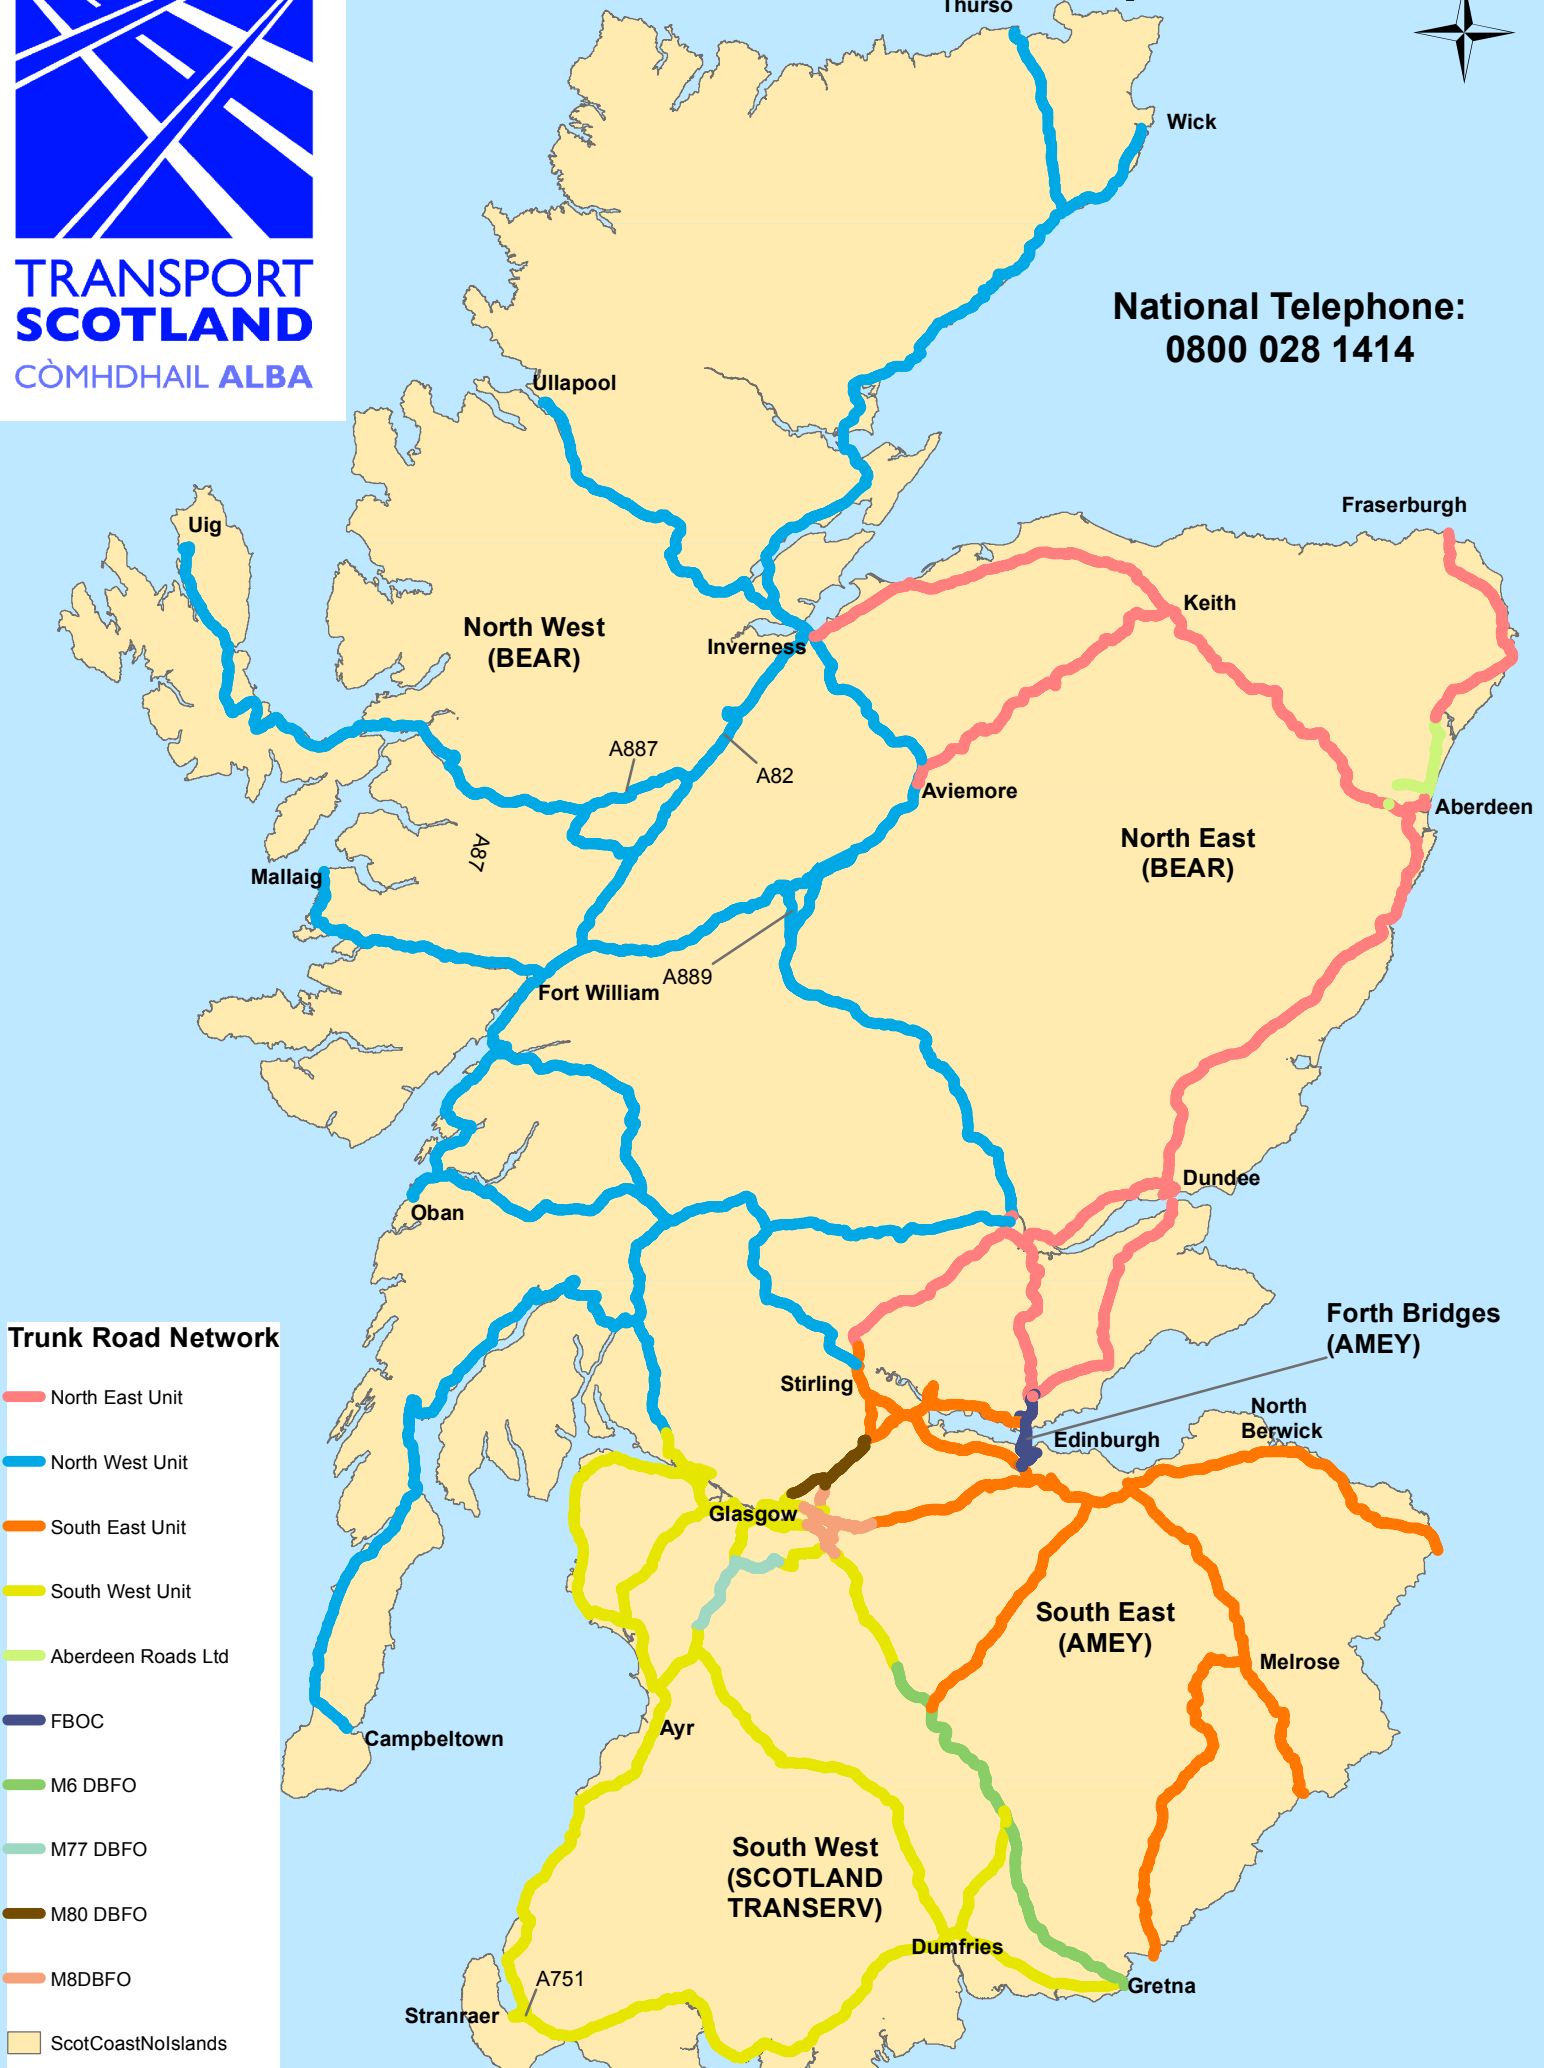 Thurso
TRANSPORT
SCOTLAND
CÒMHDHAIL ALBA
Wick
National Telephone:
0800 028 1414
Ullapool
Uig
Fraserburgh
Keith
North West
(BEAR)
Inverness
A887
A82
Aviemore
Aberdeen
A87
North East
(BEAR)
Mallaig
A889
Fort William
Dundee
Oban
Forth Bridges
(AMEY)
Stirling
North
Berwick
Edinburgh
Glasgow
South East
(AMEY)
Melrose
Ayr
Campbeltown
South West
(SCOTLAND
TRANSERV)
Dumfries
A751
Gretna
Stranraer
Trunk Road Network
North East Unit
North West Unit
South East Unit
South West Unit
Aberdeen Roads Ltd
FBOC
M6 DBFO
M77 DBFO
M80 DBFO
M8DBFO
ScotCoastNoIslands